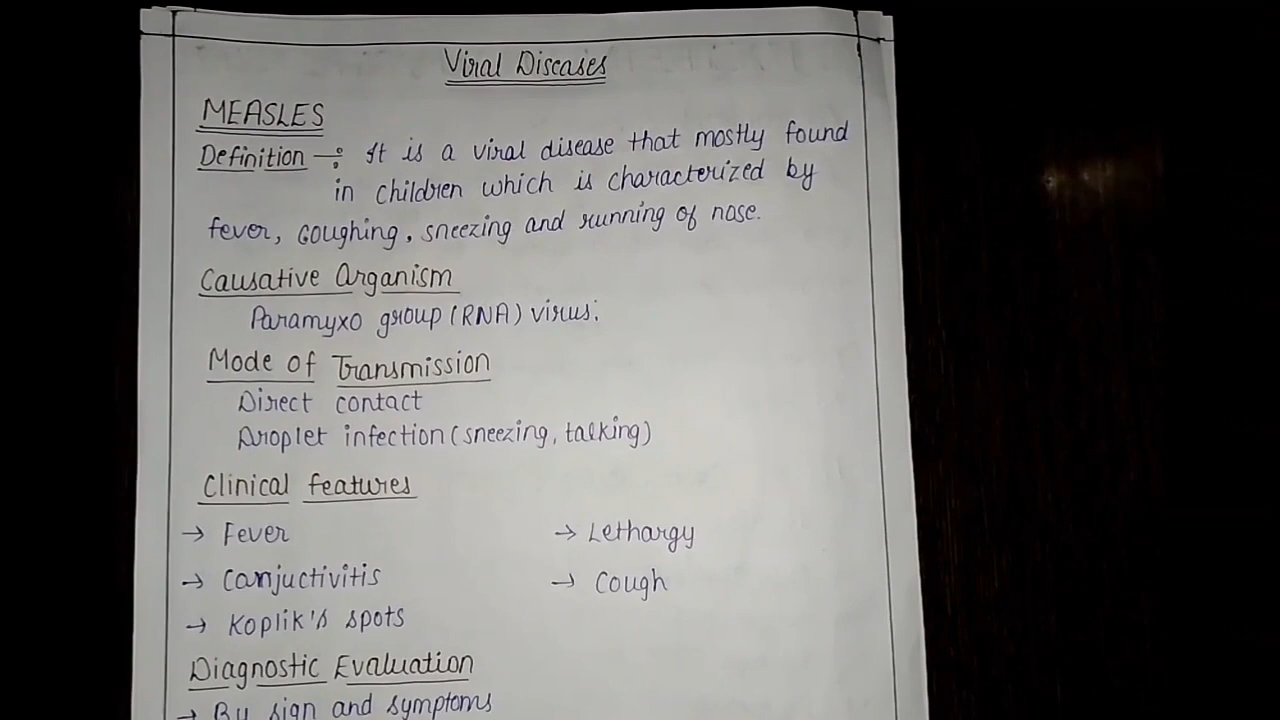 Viral Diseases
MEASLES
Definition -: It is a viral disease that mostly found
in children which is characterized by
fever, coughing, sneezing and running of nose.
Causative Organism
Paramyxo group (RNA) virus.
Mode of Transmission
Direct contact
Droplet infection (sneezing, talking)
Clinical features
→ Fever → Lethargy
→ Conjuctivitis → Cough
→ Koplik's spots
Diagnostic Evaluation
→ By sign and symptoms